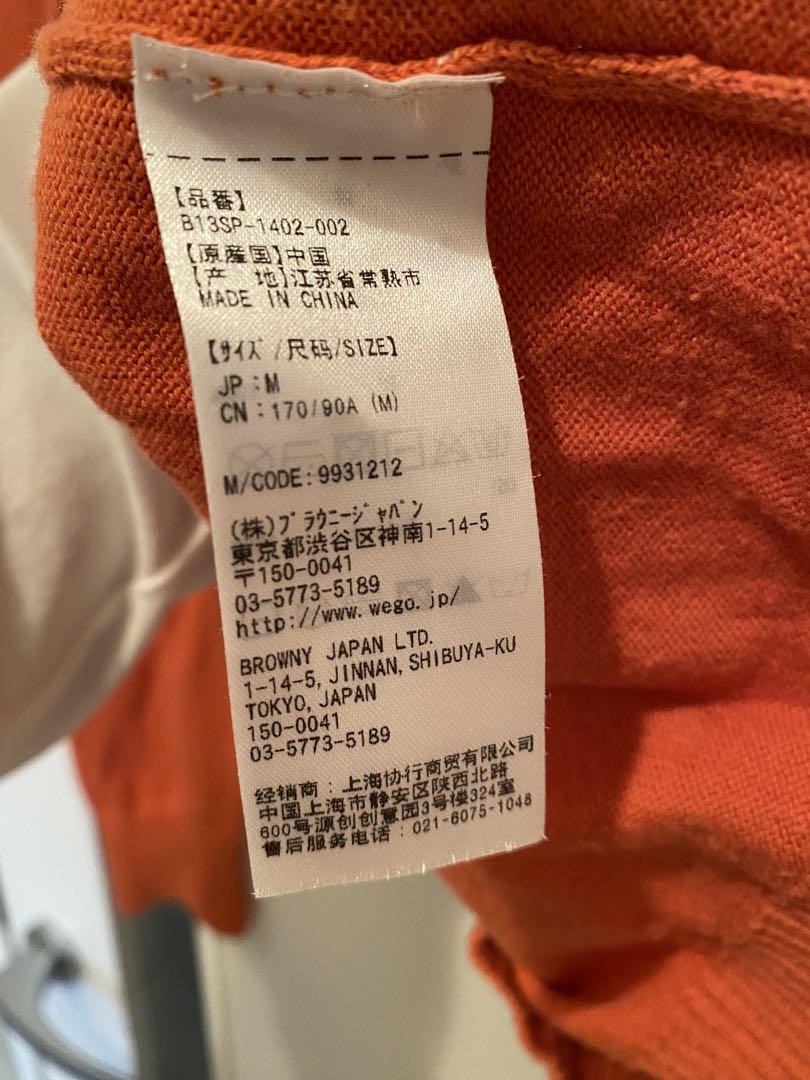 【品番】
B13SP-1402-002
【原産国】中国
【产　地】江苏省常熟市
MADE IN CHINA
【ｻｲｽﾞ/尺码/SIZE】
JP：M
CN：170/90A (M)
M/CODE：9931212
(株)ﾌﾞﾗｳﾆｰｼﾞｬﾊﾟﾝ
東京都渋谷区神南1-14-5
〒150-0041
03-5773-5189
http://www.wego.jp/
BROWNY JAPAN LTD.
1-14-5, JINNAN, SHIBUYA-KU
TOKYO, JAPAN
150-0041
03-5773-5189
经销商：上海协行商贸有限公司
中国上海市静安区陕西北路
600号源创创意园3号楼324室
售后服务电话：021-6075-1048